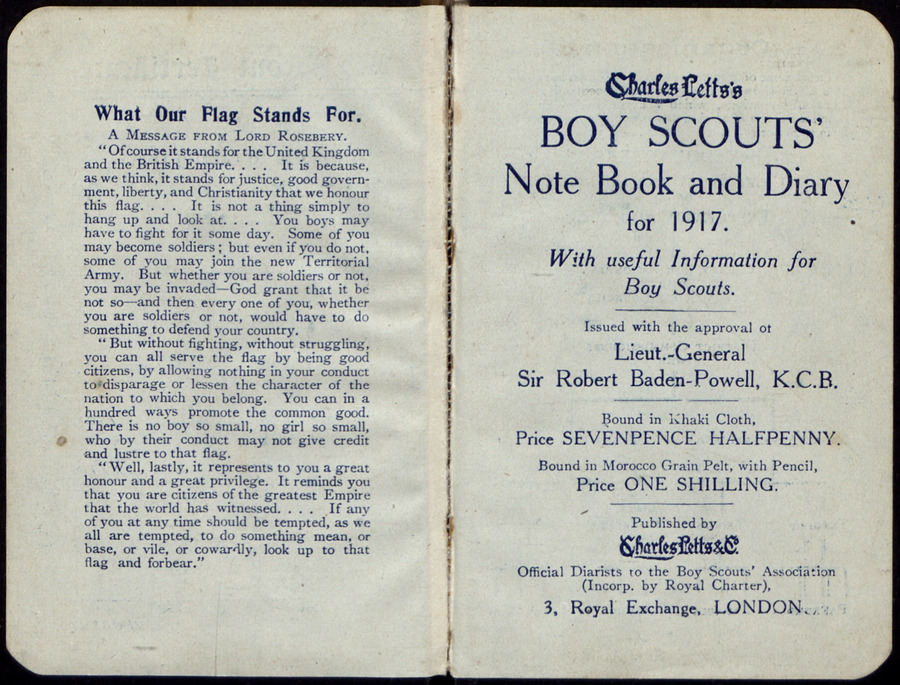 What Our Flag Stands For.
A Message from Lord Rosebery.
"Of course it stands for the United Kingdom
and the British Empire. . . . It is because,
as we think, it stands for justice, good govern-
ment, liberty, and Christianity that we honour
this flag. . . . It is not a thing simply to
hang up and look at. . . . You boys may
have to fight for it some day. Some of you
may become soldiers; but even if you do not,
some of you may join the new Territorial
Army. But whether you are soldiers or not,
you may be invaded—God grant that it be
not so—and then every one of you, whether
you are soldiers or not, would have to do
something to defend your country.
"But without fighting, without struggling,
you can all serve the flag by being good
citizens, by allowing nothing in your conduct
to disparage or lessen the character of the
nation to which you belong. You can in a
hundred ways promote the common good.
There is no boy so small, no girl so small,
who by their conduct may not give credit
and lustre to that flag.
"Well, lastly, it represents to you a great
honour and a great privilege. It reminds you
that you are citizens of the greatest Empire
that the world has witnessed. . . . If any
of you at any time should be tempted, as we
all are tempted, to do something mean, or
base, or vile, or cowardly, look up to that
flag and forbear."
Charles Letts's
BOY SCOUTS'
Note Book and Diary
for 1917.
With useful Information for
Boy Scouts.
Issued with the approval of
Lieut.-General
Sir Robert Baden-Powell, K.C.B.
Bound in Khaki Cloth,
Price SEVENPENCE HALFPENNY.
Bound in Morocco Grain Pelt, with Pencil,
Price ONE SHILLING.
Published by
Charles Letts & Co.
Official Diarists to the Boy Scouts' Association
(Incorp. by Royal Charter),
3, Royal Exchange, LONDON.